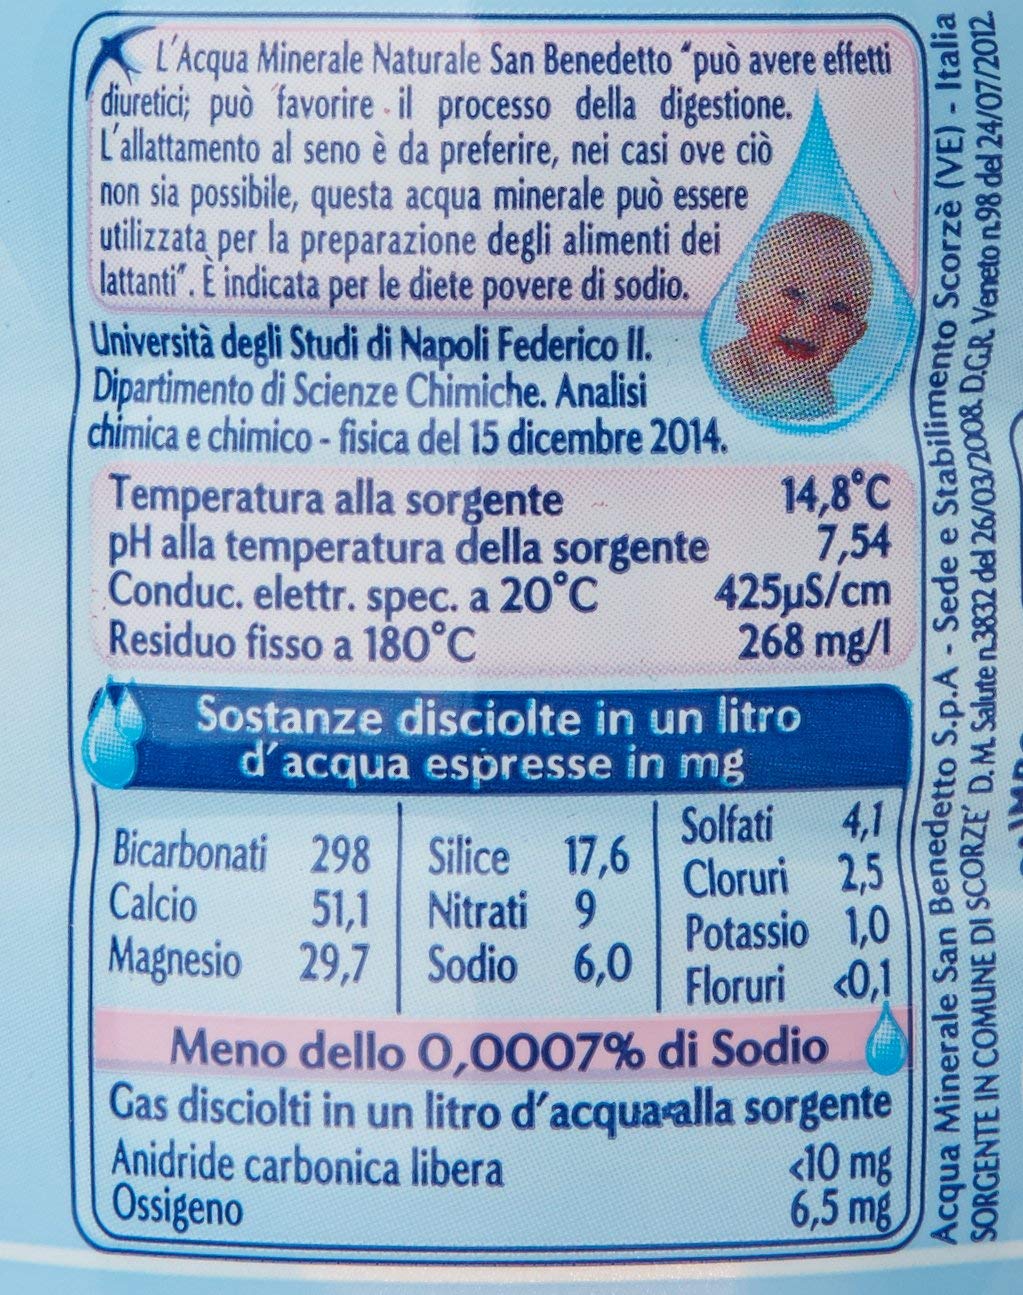 L'Acqua Minerale Naturale San Benedetto "può avere effetti
diuretici; può favorire il processo della digestione.
L'allattamento al seno è da preferire, nei casi ove ciò
non sia possibile, questa acqua minerale può essere
utilizzata per la preparazione degli alimenti dei
lattanti". È indicata per le diete povere di sodio.
Università degli Studi di Napoli Federico II.
Dipartimento di Scienze Chimiche. Analisi
chimica e chimico - fisica del 15 dicembre 2014.
Temperatura alla sorgente 14,8°C
pH alla temperatura della sorgente 7,54
Conduc. elettr. spec. a 20°C 425µS/cm
Residuo fisso a 180°C 268 mg/l
Sostanze disciolte in un litro
d'acqua espresse in mg
Bicarbonati 298
Calcio 51,1
Magnesio 29,7
Silice 17,6
Nitrati 9
Sodio 6,0
Solfati 4,1
Cloruri 2,5
Potassio 1,0
Floruri <0,1
Meno dello 0,0007% di Sodio
Gas disciolti in un litro d'acqua alla sorgente
Anidride carbonica libera <10 mg
Ossigeno 6,5 mg
Acqua Minerale San Benedetto S.p.A - Sede e Stabilimento Scorzè (VE) - Italia
SORGENTE IN COMUNE DI SCORZE' D.M. Salute n.3832 del 26/03/2008. D.G.R. Veneto n.98 del 24/07/2012.